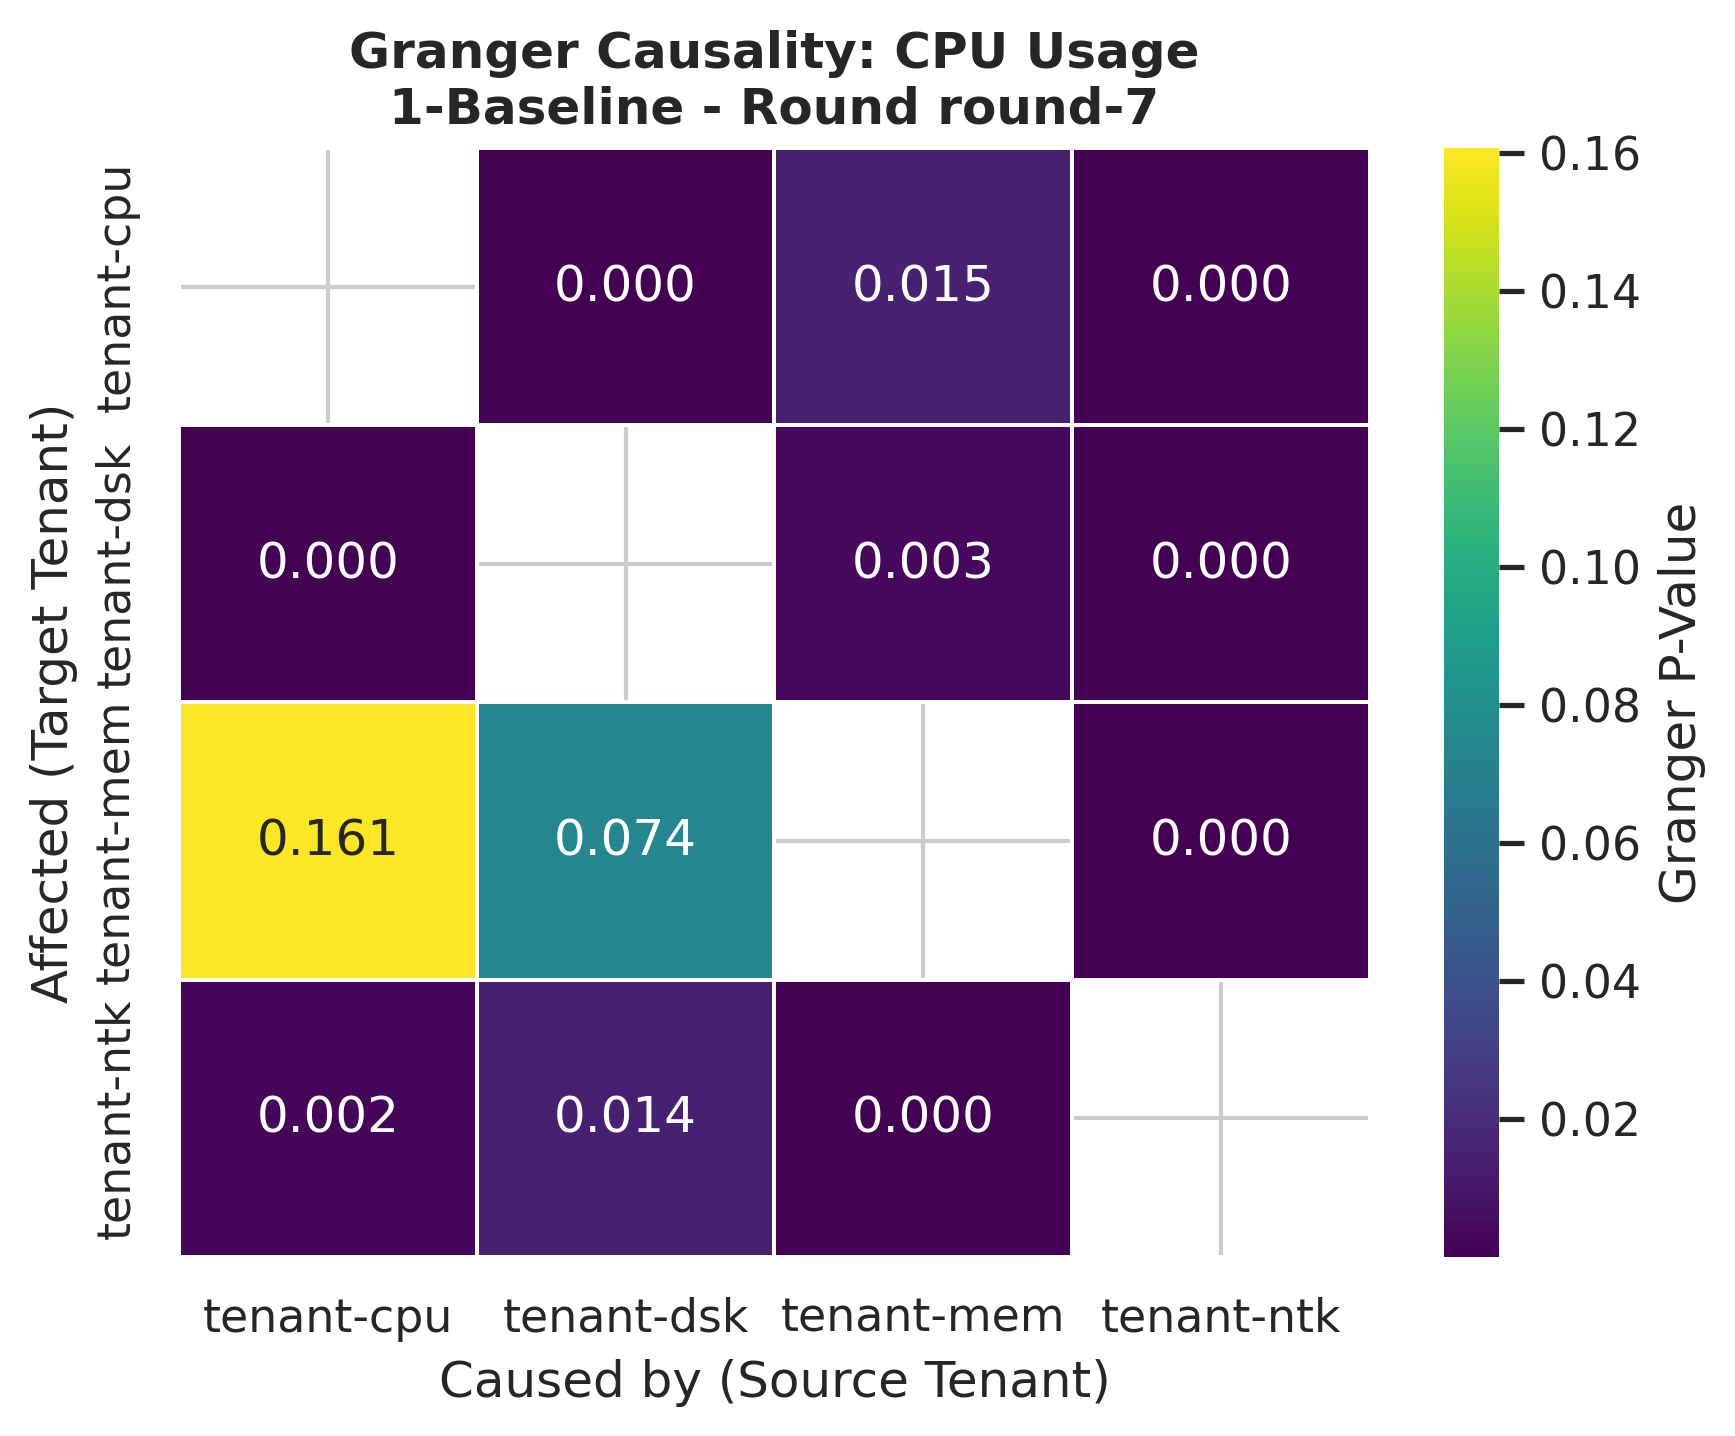 Granger Causality: CPU Usage
1-Baseline - Round round-7
Affected (Target Tenant)
tenant-cpu
tenant-dsk
tenant-mem
tenant-ntk
0.000
0.015
0.000
0.000
0.003
0.000
0.161
0.074
0.000
0.002
0.014
0.000
tenant-cpu
tenant-dsk
tenant-mem
tenant-ntk
Caused by (Source Tenant)
0.16
0.14
0.12
0.10
0.08
0.06
0.04
0.02
Granger P-Value